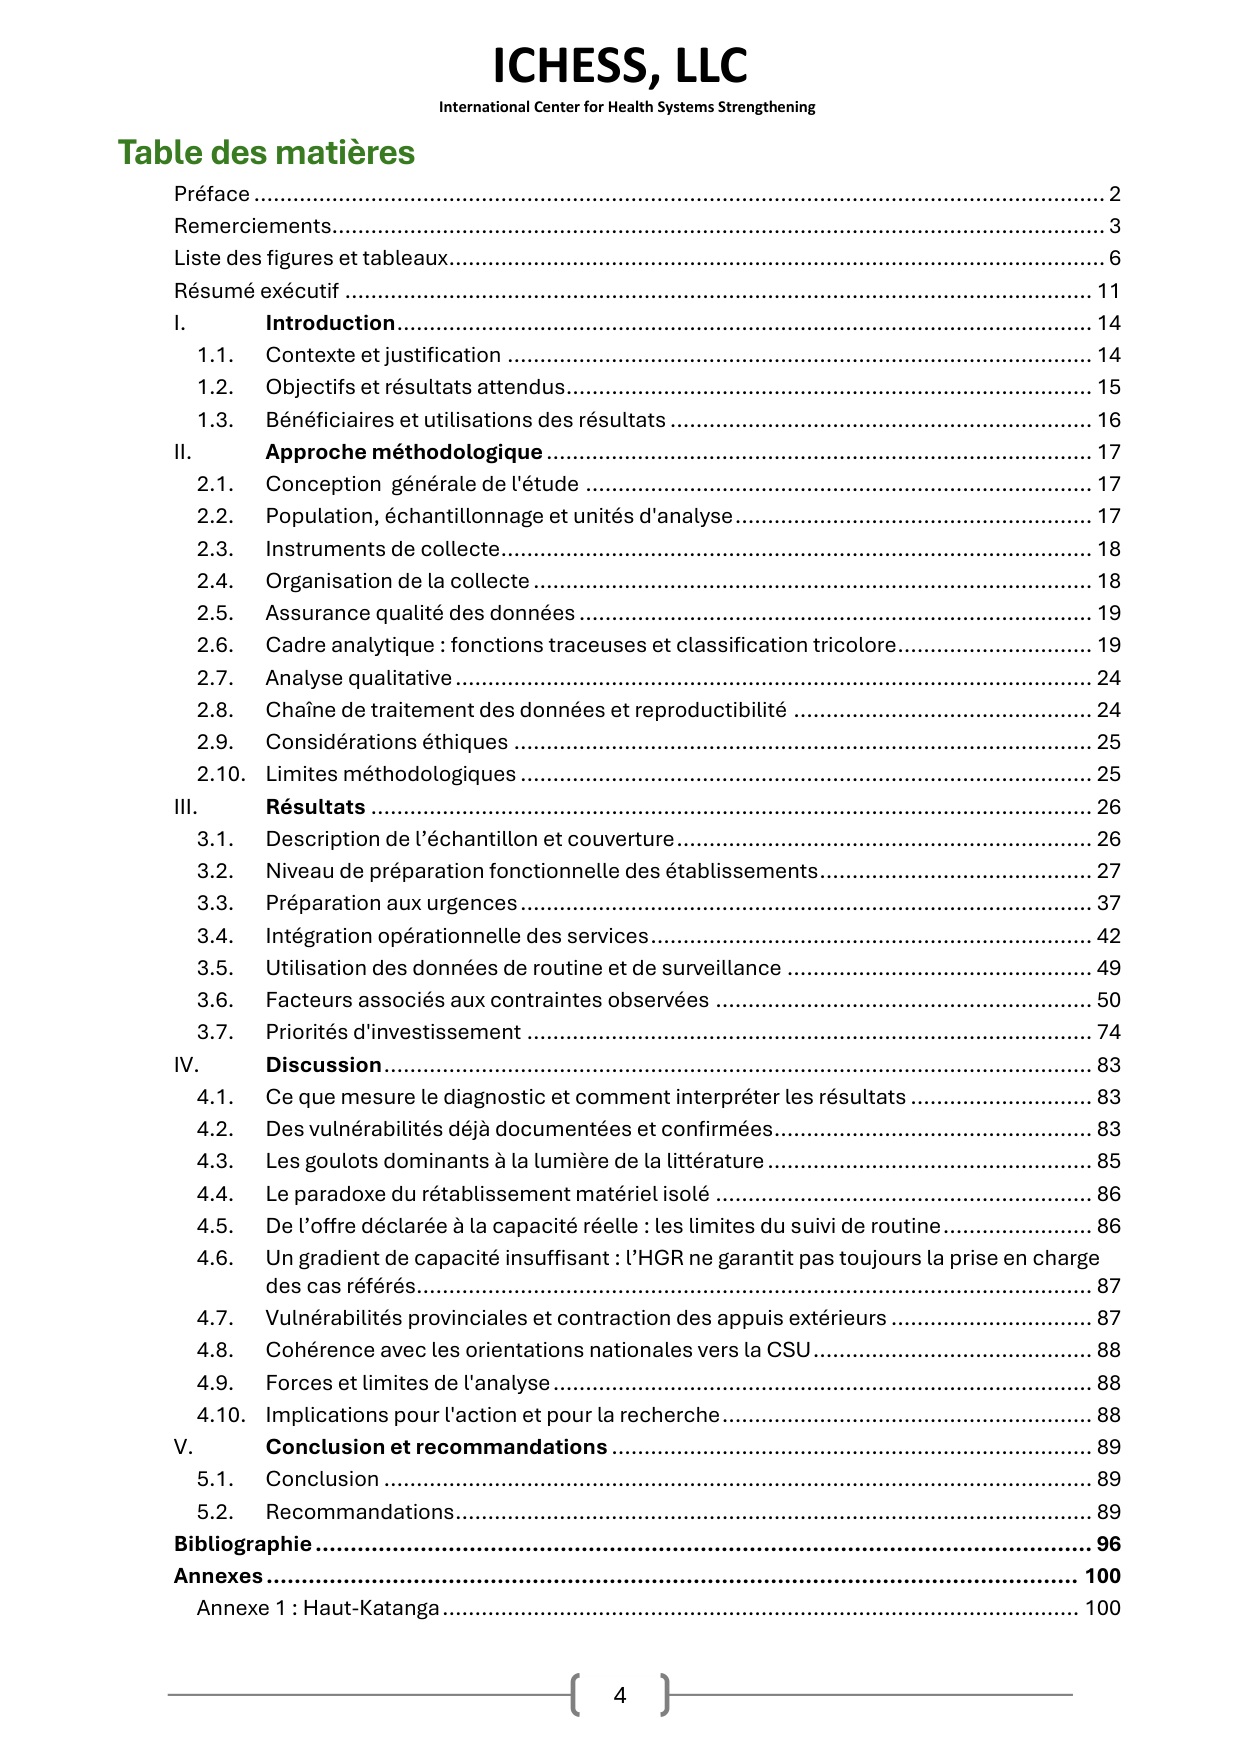 ICHESS, LLC
International Center for Health Systems Strengthening
Table des matières
Préface ........ 2
Remerciements ........ 3
Liste des figures et tableaux ........ 6
Résumé exécutif ........ 11
I. Introduction ........ 14
1.1. Contexte et justification ........ 14
1.2. Objectifs et résultats attendus ........ 15
1.3. Bénéficiaires et utilisations des résultats ........ 16
II. Approche méthodologique ........ 17
2.1. Conception générale de l'étude ........ 17
2.2. Population, échantillonnage et unités d'analyse ........ 17
2.3. Instruments de collecte ........ 18
2.4. Organisation de la collecte ........ 18
2.5. Assurance qualité des données ........ 19
2.6. Cadre analytique : fonctions traceuses et classification tricolore ........ 19
2.7. Analyse qualitative ........ 24
2.8. Chaîne de traitement des données et reproductibilité ........ 24
2.9. Considérations éthiques ........ 25
2.10. Limites méthodologiques ........ 25
III. Résultats ........ 26
3.1. Description de l’échantillon et couverture ........ 26
3.2. Niveau de préparation fonctionnelle des établissements ........ 27
3.3. Préparation aux urgences ........ 37
3.4. Intégration opérationnelle des services ........ 42
3.5. Utilisation des données de routine et de surveillance ........ 49
3.6. Facteurs associés aux contraintes observées ........ 50
3.7. Priorités d'investissement ........ 74
IV. Discussion ........ 83
4.1. Ce que mesure le diagnostic et comment interpréter les résultats ........ 83
4.2. Des vulnérabilités déjà documentées et confirmées ........ 83
4.3. Les goulots dominants à la lumière de la littérature ........ 85
4.4. Le paradoxe du rétablissement matériel isolé ........ 86
4.5. De l’offre déclarée à la capacité réelle : les limites du suivi de routine ........ 86
4.6. Un gradient de capacité insuffisant : l’HGR ne garantit pas toujours la prise en charge
des cas référés ........ 87
4.7. Vulnérabilités provinciales et contraction des appuis extérieurs ........ 87
4.8. Cohérence avec les orientations nationales vers la CSU ........ 88
4.9. Forces et limites de l'analyse ........ 88
4.10. Implications pour l'action et pour la recherche ........ 88
V. Conclusion et recommandations ........ 89
5.1. Conclusion ........ 89
5.2. Recommandations ........ 89
Bibliographie ........ 96
Annexes ........ 100
Annexe 1 : Haut-Katanga ........ 100
4